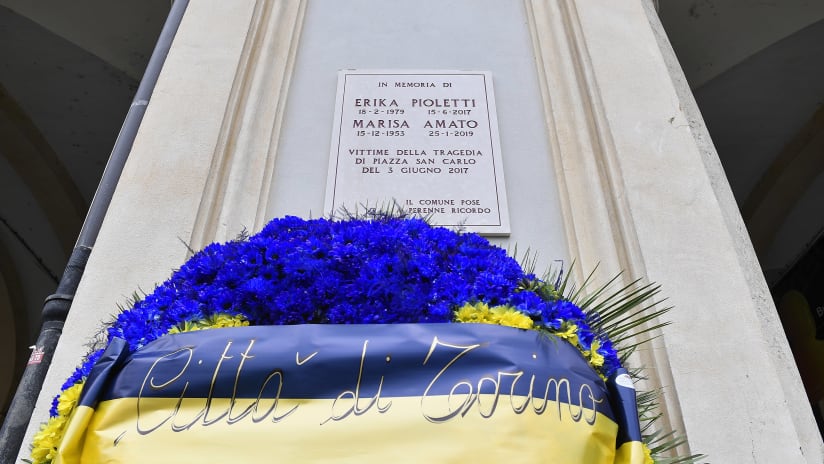 IN MEMORIA DI
ERIKA PIOLETTI
18-2-1979 15-6-2017
MARISA AMATO
15-12-1953 25-1-2019
VITTIME DELLA TRAGEDIA
DI PIAZZA SAN CARLO
DEL 3 GIUGNO 2017
IL COMUNE POSE
PERENNE RICORDO
Città di Torino